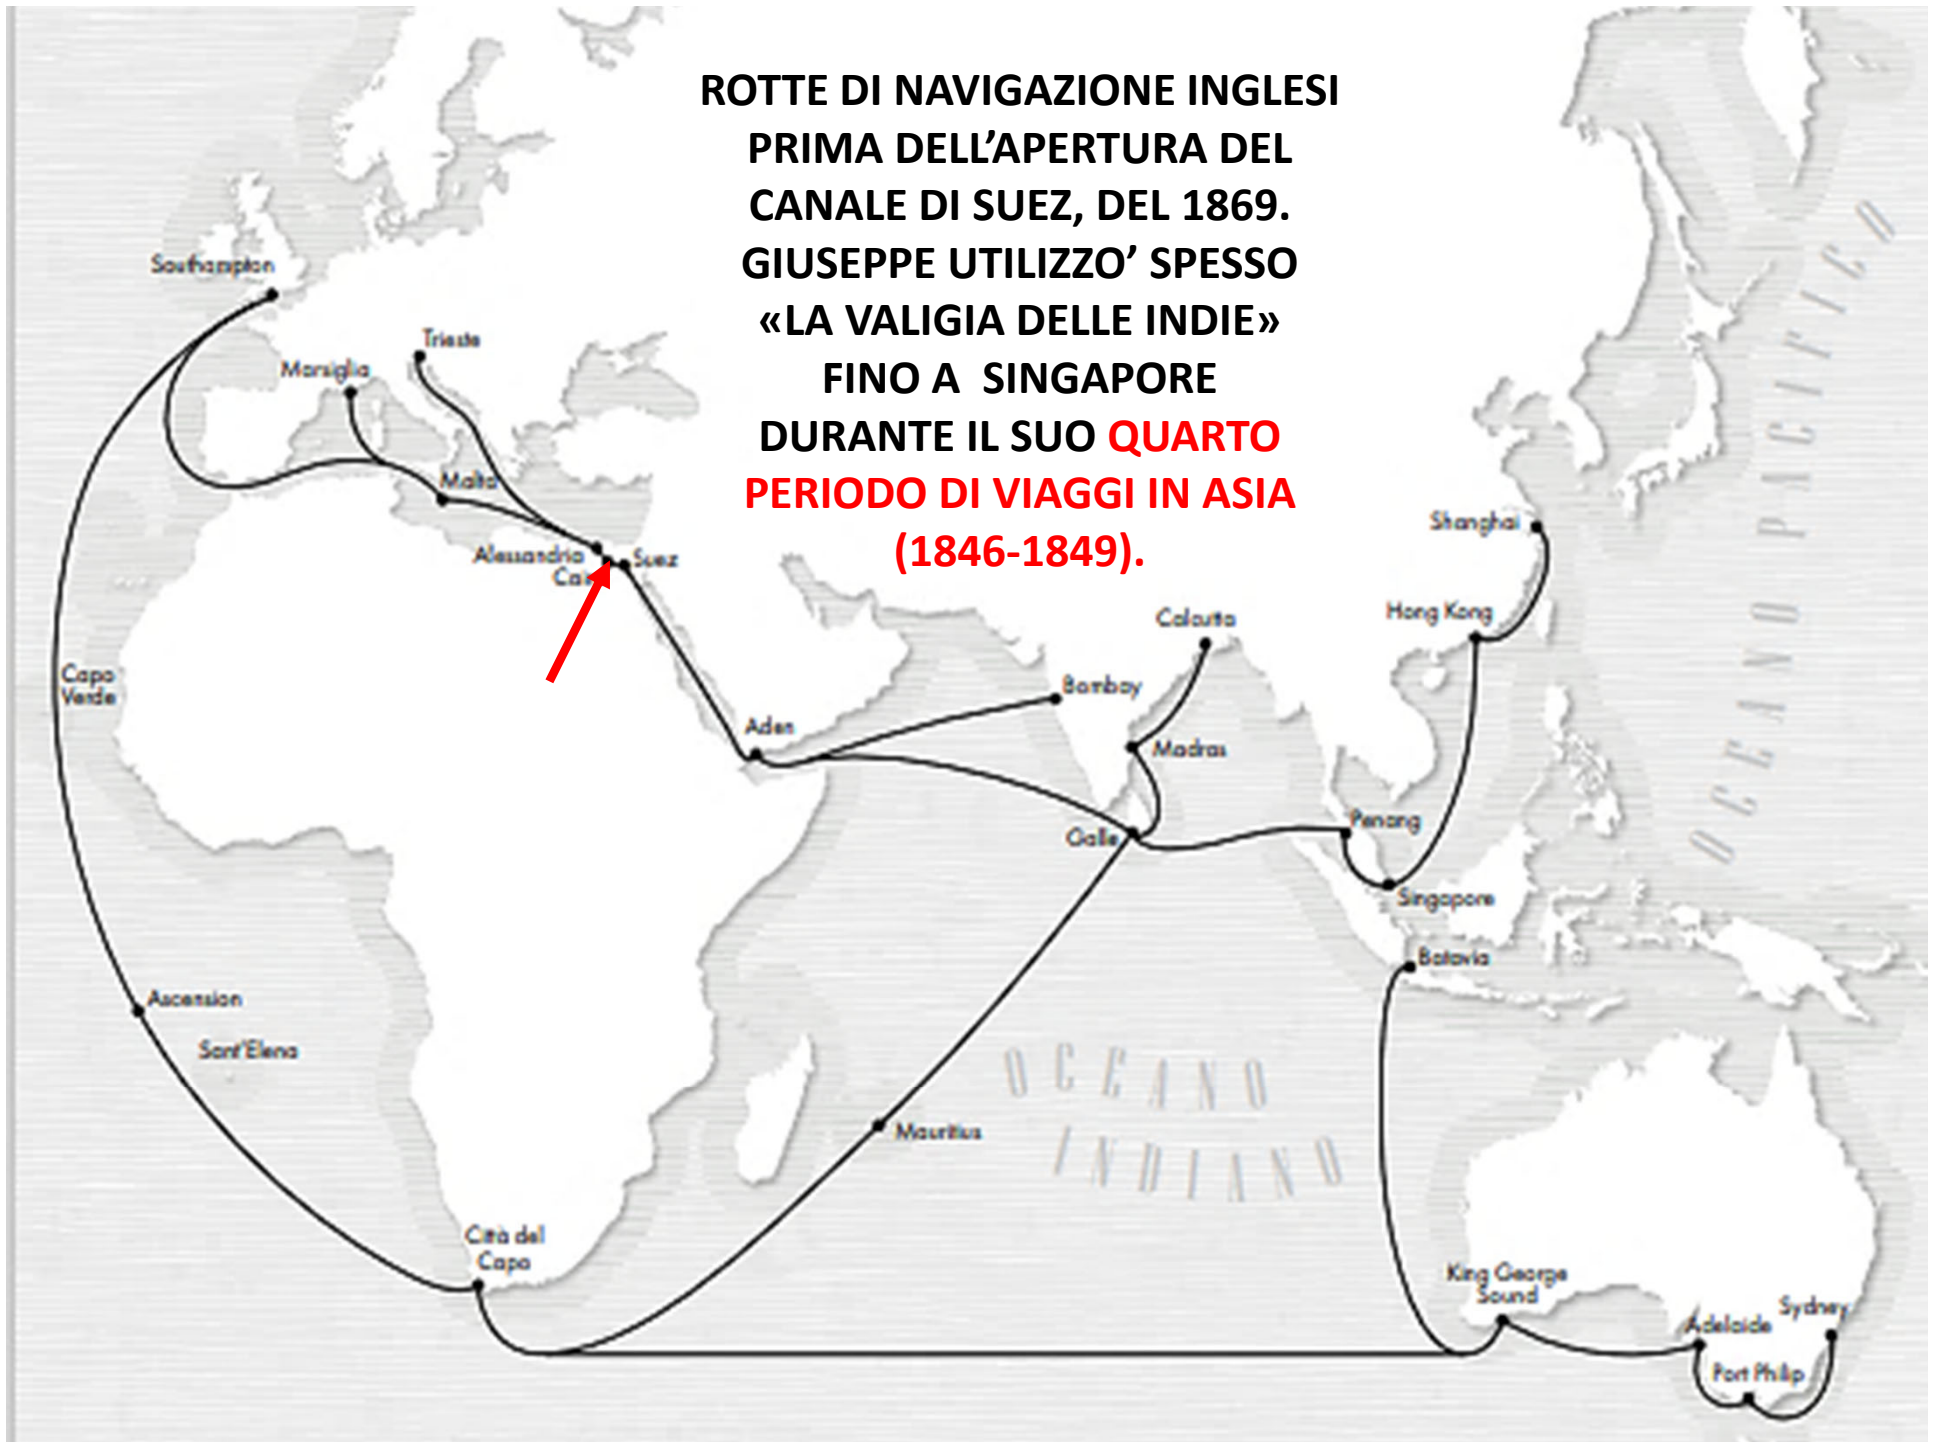 ROTTE DI NAVIGAZIONE INGLESI
PRIMA DELL'APERTURA DEL
CANALE DI SUEZ, DEL 1869.
GIUSEPPE UTILIZZO' SPESSO
«LA VALIGIA DELLE INDIE»
FINO A SINGAPORE
DURANTE IL SUO QUARTO
PERIODO DI VIAGGI IN ASIA
(1846-1849).
Southampton
Trieste
Marsiglia
Malta
Alessandria
Suez
Shanghai
Hong Kong
Calcutta
Capo
Verde
Bombay
Aden
Madras
Penang
Galle
Singapore
Batavia
Ascension
Sant'Elena
Mauritius
Città del
Capo
King George
Sound
Adelaide
Sydney
Port Philip
OCEANO PACIFICO
OCEANO
INDIANO